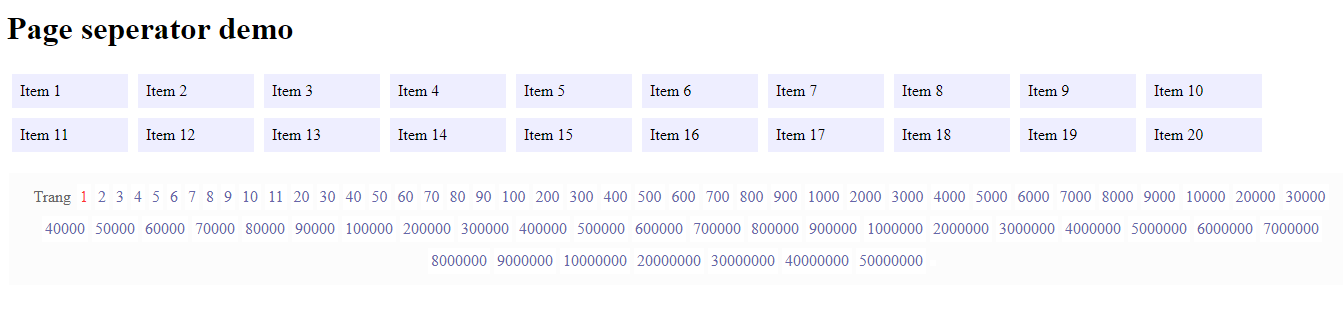 Page seperator demo
Item 1 Item 2 Item 3 Item 4 Item 5 Item 6 Item 7 Item 8 Item 9 Item 10
Item 11 Item 12 Item 13 Item 14 Item 15 Item 16 Item 17 Item 18 Item 19 Item 20
Trang 1 2 3 4 5 6 7 8 9 10 11 20 30 40 50 60 70 80 90 100 200 300 400 500 600 700 800 900 1000 2000 3000 4000 5000 6000 7000 8000 9000 10000 20000 30000
40000 50000 60000 70000 80000 90000 100000 200000 300000 400000 500000 600000 700000 800000 900000 1000000 2000000 3000000 4000000 5000000 6000000 7000000
8000000 9000000 10000000 20000000 30000000 40000000 50000000